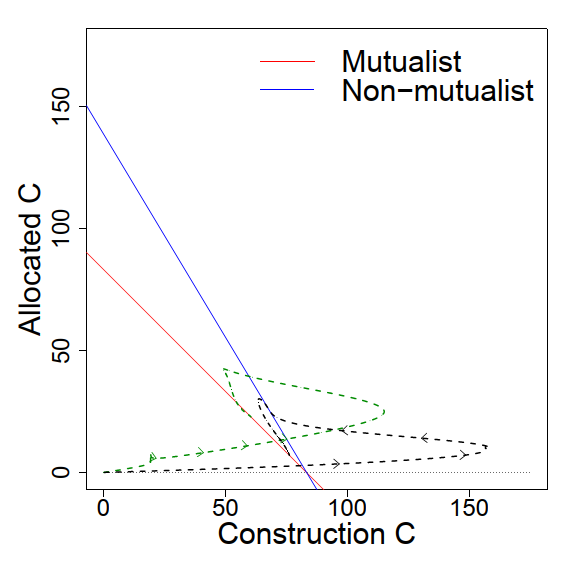 Mutualist
Non−mutualist
Allocated C
150
100
50
0
0 50 100 150
Construction C